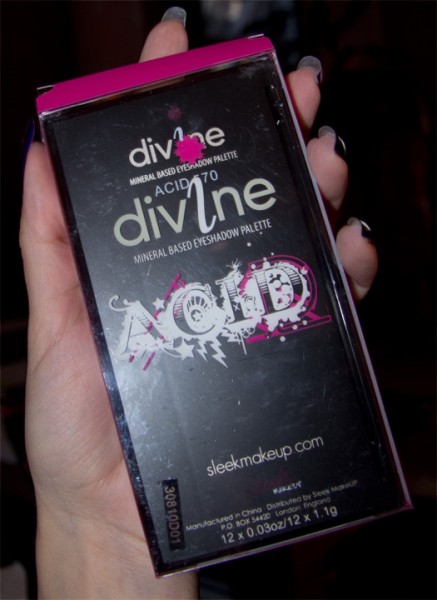 divine
MINERAL BASED EYESHADOW PALETTE
ACID 570
divine
MINERAL BASED EYESHADOW PALETTE
ACID
sleekmakeup.com
Manufactured in China Distributed by Sleek MakeUP
P.O. BOX 54420 London England
12 x 0.03oz/12 x 1.1g
30810D01